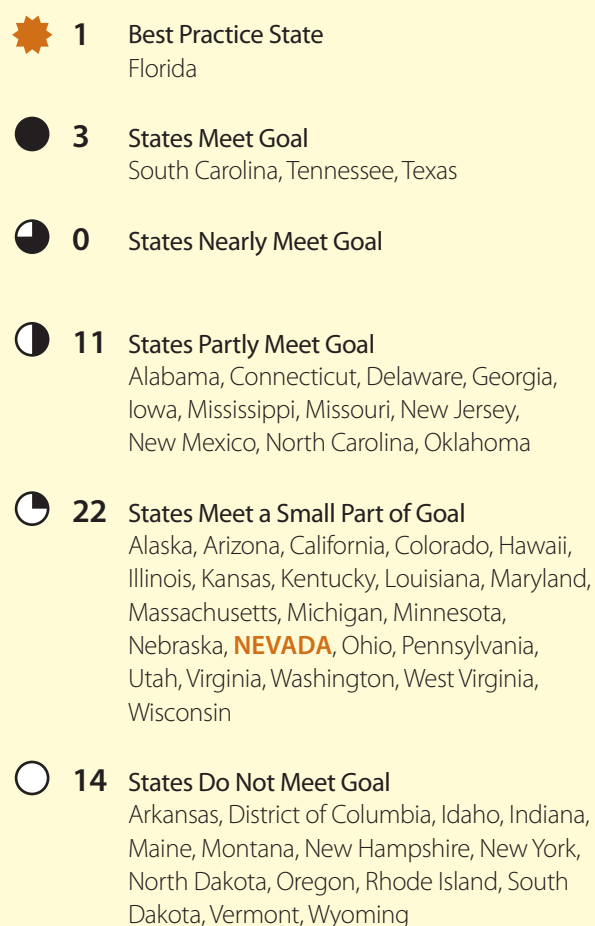 1 Best Practice State
Florida
3 States Meet Goal
South Carolina, Tennessee, Texas
0 States Nearly Meet Goal
11 States Partly Meet Goal
Alabama, Connecticut, Delaware, Georgia,
Iowa, Mississippi, Missouri, New Jersey,
New Mexico, North Carolina, Oklahoma
22 States Meet a Small Part of Goal
Alaska, Arizona, California, Colorado, Hawaii,
Illinois, Kansas, Kentucky, Louisiana, Maryland,
Massachusetts, Michigan, Minnesota,
Nebraska, NEVADA, Ohio, Pennsylvania,
Utah, Virginia, Washington, West Virginia,
Wisconsin
14 States Do Not Meet Goal
Arkansas, District of Columbia, Idaho, Indiana,
Maine, Montana, New Hampshire, New York,
North Dakota, Oregon, Rhode Island, South
Dakota, Vermont, Wyoming